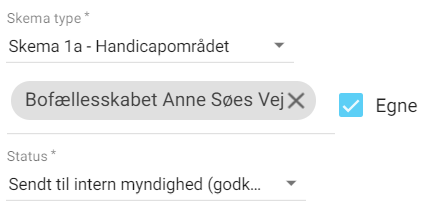 Skema type *
Skema 1a - Handicapområdet
Bofællesskabet Anne Søes Vej
Egne
Status *
Sendt til intern myndighed (godk...